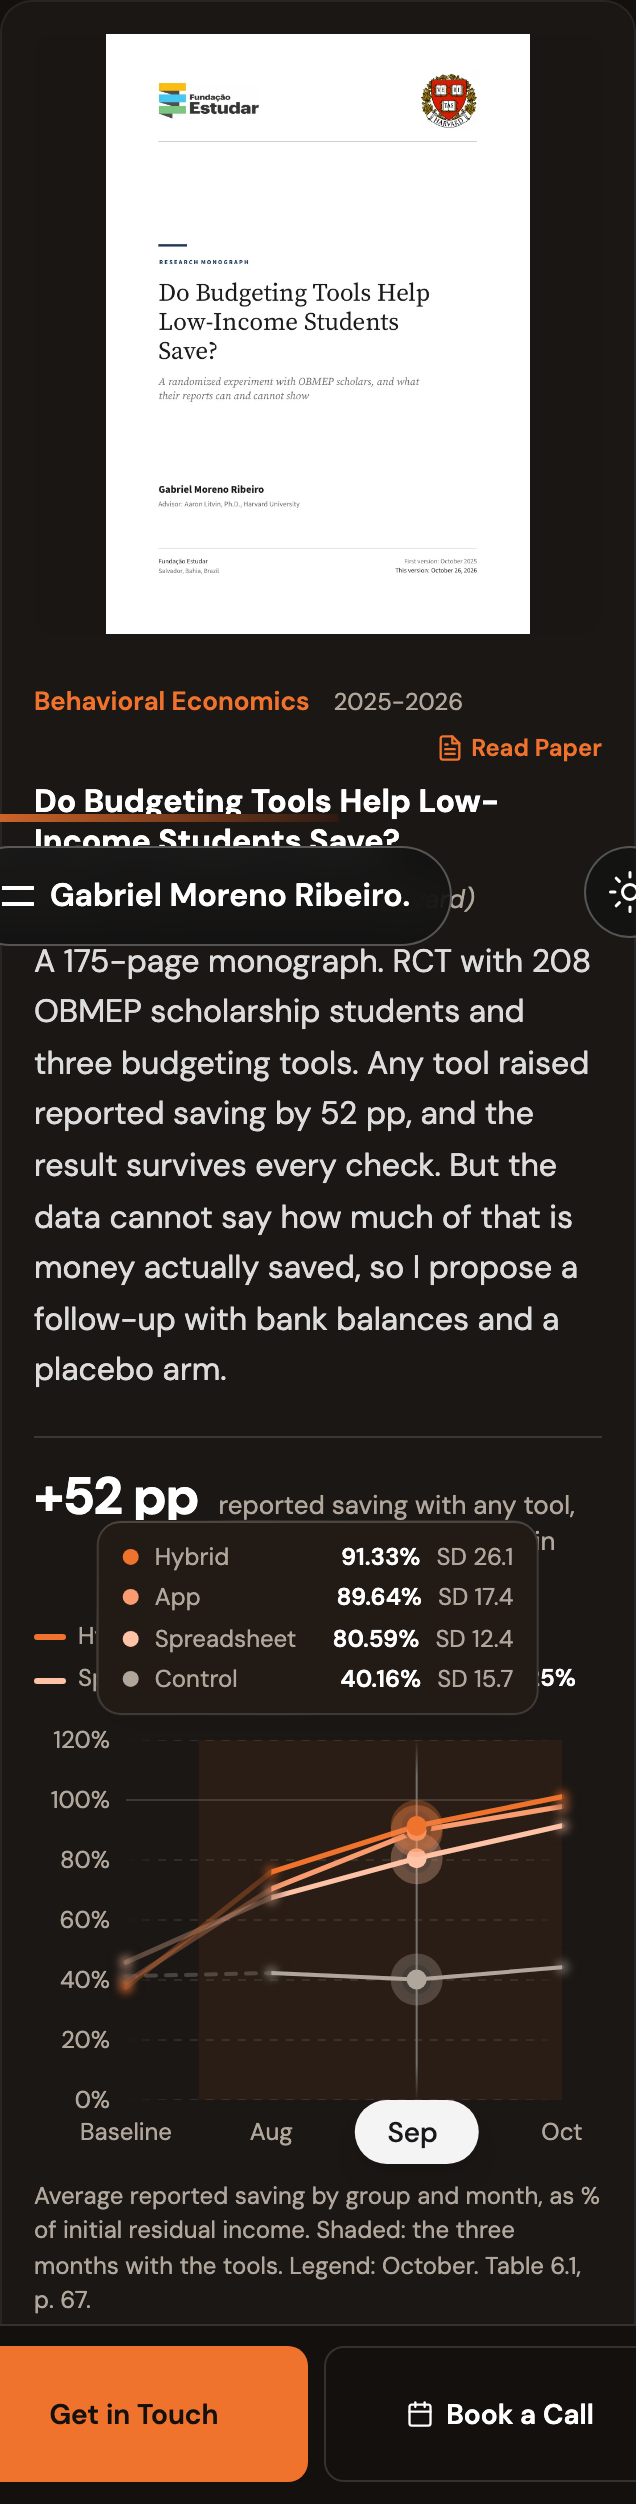 Fundação
Estudar
VE RI
TAS
HARVARD
RESEARCH MONOGRAPH
Do Budgeting Tools Help
Low-Income Students
Save?
A randomized experiment with OBMEP scholars, and what
their reports can and cannot show
Gabriel Moreno Ribeiro
Advisor: Aaron Litvin, Ph.D., Harvard University
Fundação Estudar
First version: October 2025
Salvador, Bahia, Brazil
This version: October 26, 2026
Behavioral Economics 2025-2026
Read Paper
Do Budgeting Tools Help Low-
Income Students Save?
Gabriel Moreno Ribeiro.
A 175-page monograph. RCT with 208
OBMEP scholarship students and
three budgeting tools. Any tool raised
reported saving by 52 pp, and the
result survives every check. But the
data cannot say how much of that is
money actually saved, so I propose a
follow-up with bank balances and a
placebo arm.
+52 pp reported saving with any tool,
in
Hybrid 91.33% SD 26.1
App 89.64% SD 17.4
Spreadsheet 80.59% SD 12.4
Control 40.16% SD 15.7
5%
120%
100%
80%
60%
40%
20%
0%
Baseline Aug Sep Oct
Average reported saving by group and month, as %
of initial residual income. Shaded: the three
months with the tools. Legend: October. Table 6.1,
p. 67.
Get in Touch
Book a Call